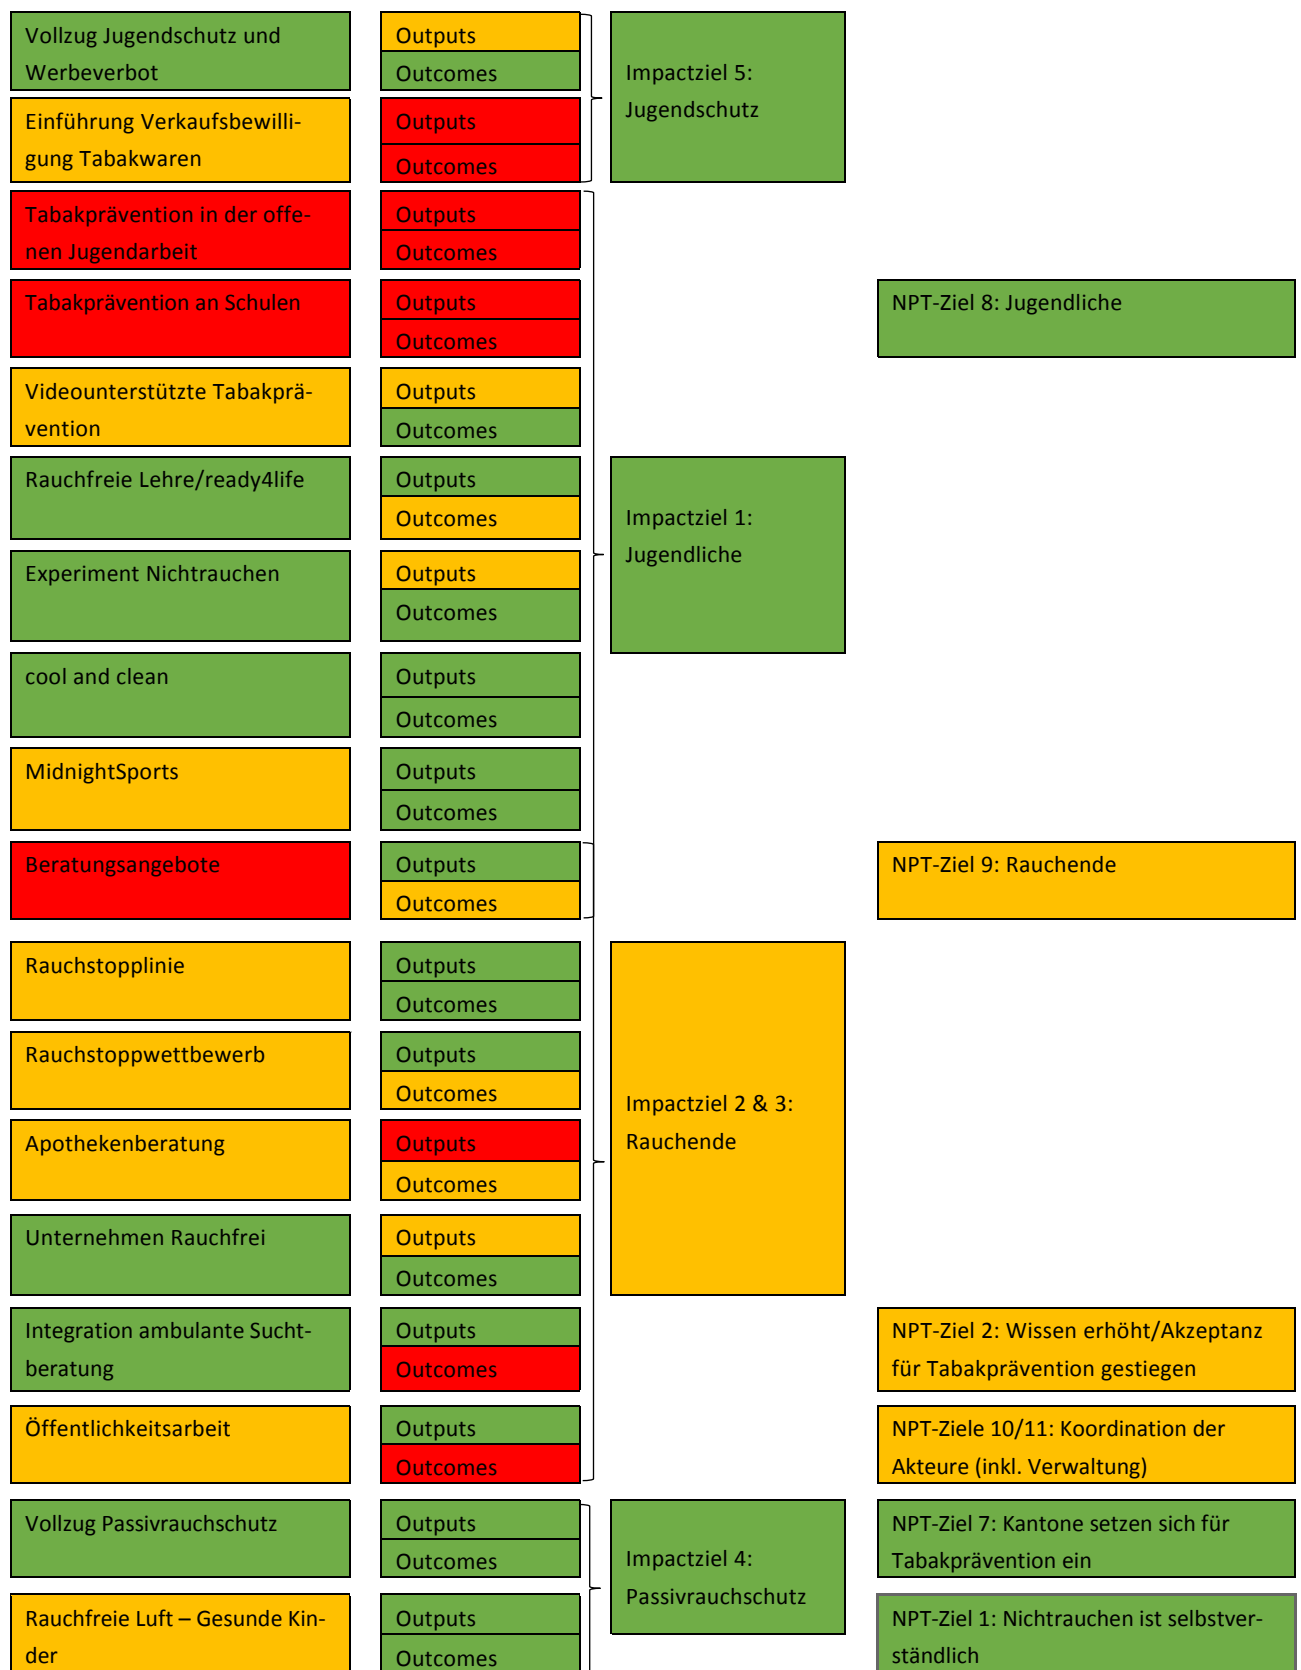 Vollzug Jugendschutz und
Werbeverbot
Outputs
Outcomes
Impactziel 5:
Jugendschutz
Einführung Verkaufsbewilli-
gung Tabakwaren
Outputs
Outcomes
Tabakprävention in der offe-
nen Jugendarbeit
Outputs
Outcomes
Tabakprävention an Schulen
Outputs
Outcomes
NPT-Ziel 8: Jugendliche
Videounterstützte Tabakprä-
vention
Outputs
Outcomes
Rauchfreie Lehre/ready4life
Outputs
Outcomes
Impactziel 1:
Jugendliche
Experiment Nichtrauchen
Outputs
Outcomes
cool and clean
Outputs
Outcomes
MidnightSports
Outputs
Outcomes
Beratungsangebote
Outputs
Outcomes
NPT-Ziel 9: Rauchende
Rauchstopplinie
Outputs
Outcomes
Rauchstoppwettbewerb
Outputs
Outcomes
Impactziel 2 & 3:
Rauchende
Apothekenberatung
Outputs
Outcomes
Unternehmen Rauchfrei
Outputs
Outcomes
Integration ambulante Sucht-
beratung
Outputs
Outcomes
NPT-Ziel 2: Wissen erhöht/Akzeptanz
für Tabakprävention gestiegen
Öffentlichkeitsarbeit
Outputs
Outcomes
NPT-Ziele 10/11: Koordination der
Akteure (inkl. Verwaltung)
Vollzug Passivrauchschutz
Outputs
Outcomes
Impactziel 4:
Passivrauchschutz
NPT-Ziel 7: Kantone setzen sich für
Tabakprävention ein
Rauchfreie Luft – Gesunde Kin-
der
Outputs
Outcomes
NPT-Ziel 1: Nichtrauchen ist selbstver-
ständlich